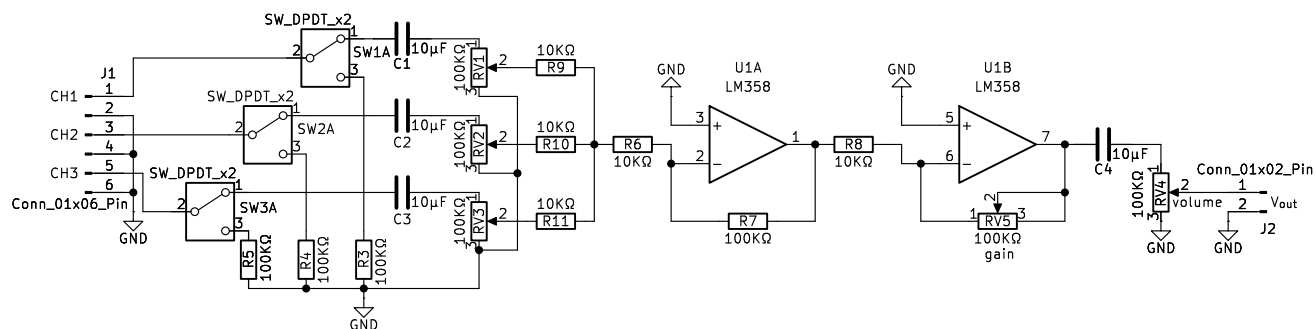 J1
CH1
1
2
CH2
3
4
CH3
5
6
Conn_01x06_Pin
GND
SW_DPDT_x2
2
1
3
SW1A
SW_DPDT_x2
2
1
3
SW2A
SW_DPDT_x2
2
1
3
SW3A
R5
100KΩ
R4
100KΩ
R3
100KΩ
GND
10µF
C1
10µF
C2
10µF
C3
1
RV1
100KΩ
2
3
1
RV2
100KΩ
2
3
1
RV3
100KΩ
2
3
10KΩ
R9
10KΩ
R10
10KΩ
R11
R6
10KΩ
GND
U1A
LM358
3
+
2
−
1
R7
100KΩ
R8
10KΩ
GND
U1B
LM358
5
+
6
−
7
2
1
RV5
3
100KΩ
gain
10µF
C4
1
RV4
100KΩ
2
3
volume
GND
Conn_01x02_Pin
1
2
Vout
J2
GND